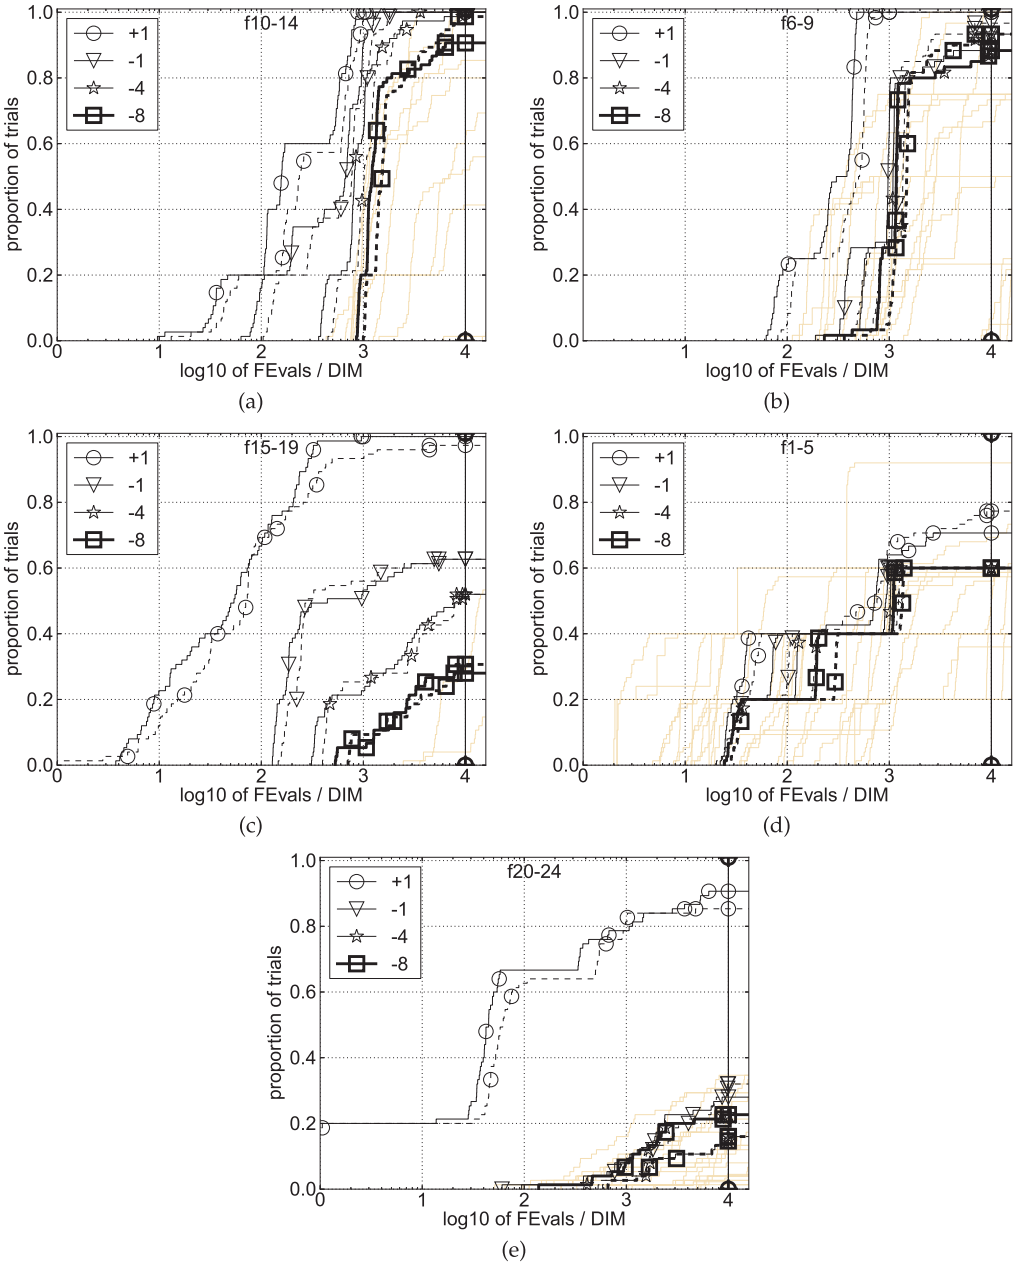 f10-14
+1
-1
-4
-8
1.0
0.8
0.6
0.4
0.2
0.0
proportion of trials
0 1 2 3 4
log10 of FEvals / DIM
(a)
f6-9
+1
-1
-4
-8
1.0
0.8
0.6
0.4
0.2
0.0
proportion of trials
0 1 2 3 4
log10 of FEvals / DIM
(b)
f15-19
+1
-1
-4
-8
1.0
0.8
0.6
0.4
0.2
0.0
proportion of trials
0 1 2 3 4
log10 of FEvals / DIM
(c)
f1-5
+1
-1
-4
-8
1.0
0.8
0.6
0.4
0.2
0.0
proportion of trials
0 1 2 3 4
log10 of FEvals / DIM
(d)
f20-24
+1
-1
-4
-8
1.0
0.8
0.6
0.4
0.2
0.0
proportion of trials
0 1 2 3 4
log10 of FEvals / DIM
(e)